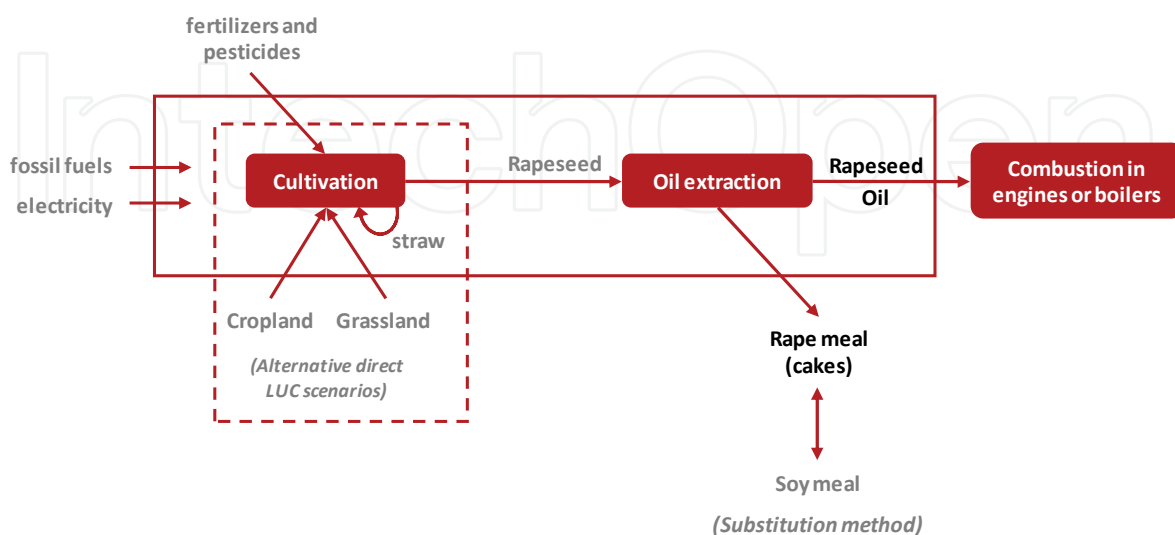 fertilizers and
pesticides
IntechOpen
fossil fuels
electricity
Cultivation
Rapeseed
Oil extraction
Rapeseed
Oil
Combustion in
engines or boilers
straw
Cropland
Grassland
(Alternative direct
LUC scenarios)
Rape meal
(cakes)
Soy meal
(Substitution method)